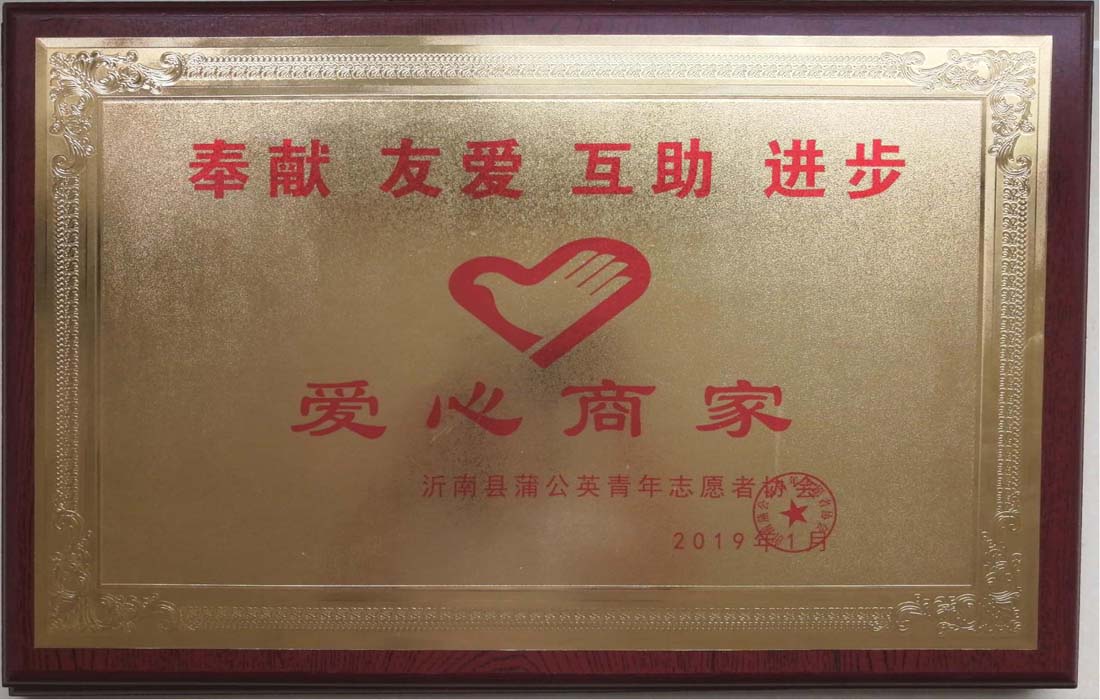 奉献 友爱 互助 进步
爱心商家
沂南县蒲公英青年志愿者协会
2019年1月